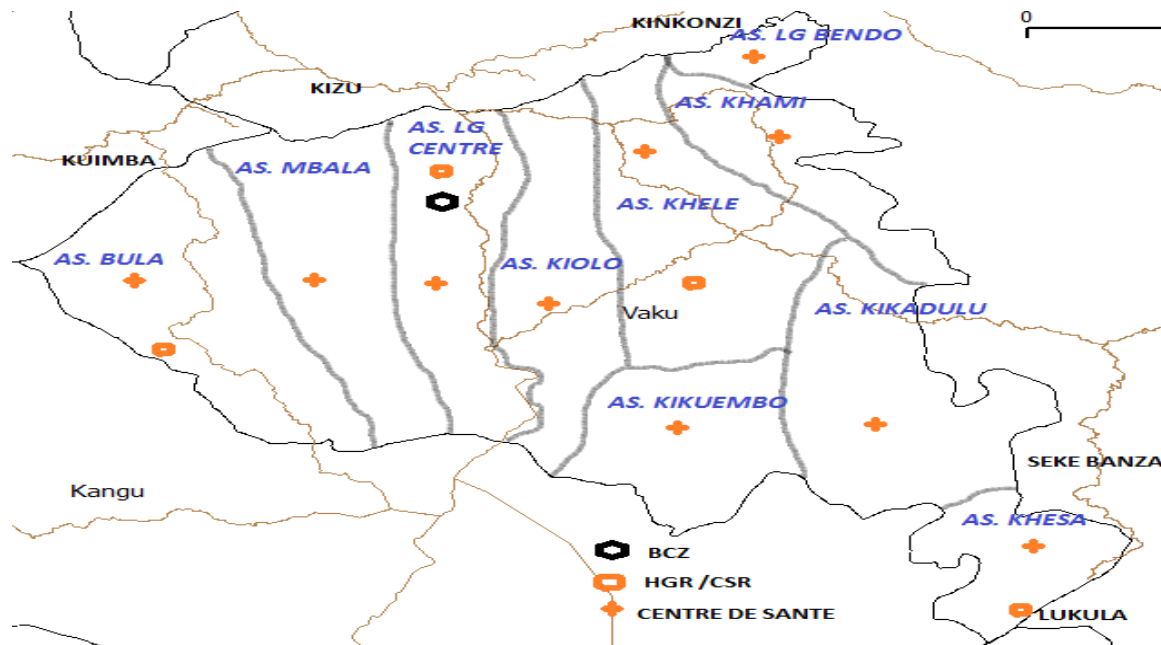 0
KINKONZI
AS. LG BENDO
KIZU
AS. KHAMI
AS. LG
CENTRE
KUIMBA
AS. MBALA
AS. KHELE
AS. BULA
AS. KIOLO
AS. KIKADULU
Vaku
AS. KIKUEMBO
SEKE BANZA
Kangu
AS. KHESA
BCZ
HGR /CSR
CENTRE DE SANTE
LUKULA